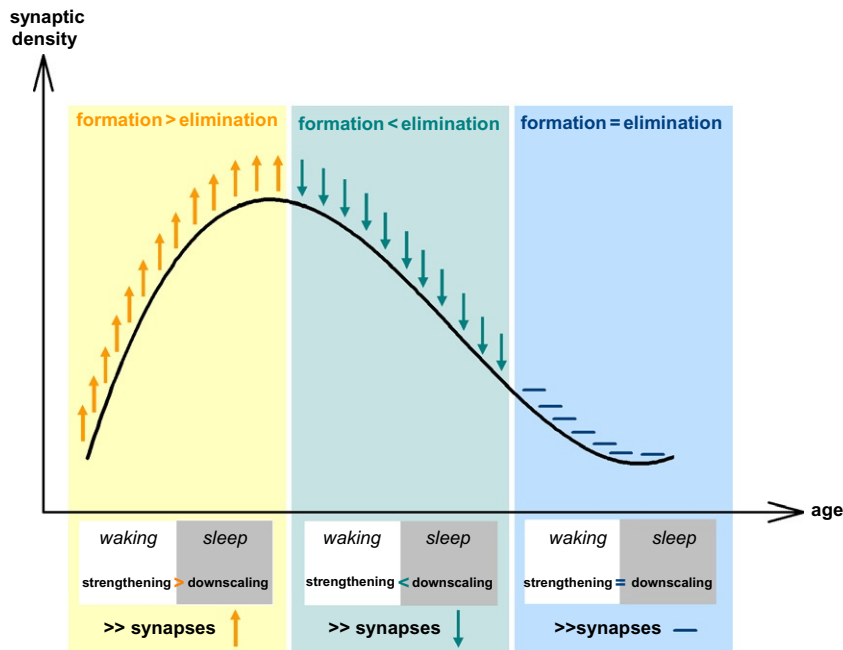 synaptic
density
formation > elimination
formation < elimination
formation = elimination
age
waking sleep
strengthening > downscaling
>> synapses
waking sleep
strengthening < downscaling
>> synapses
waking sleep
strengthening = downscaling
>>synapses